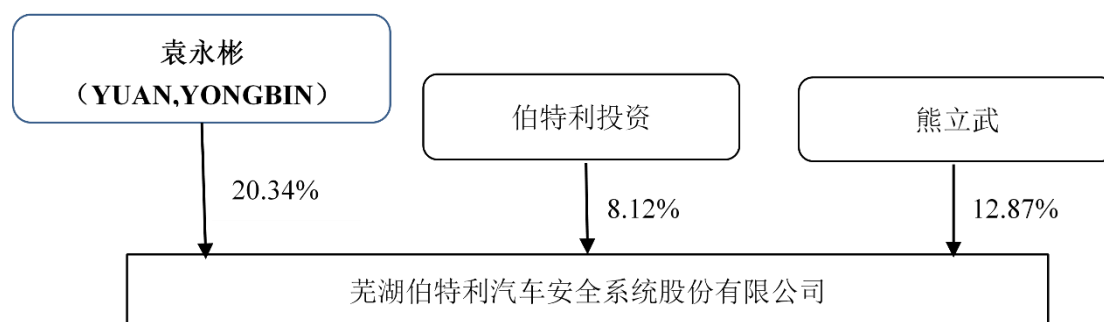 袁永彬
（YUAN,YONGBIN）
伯特利投资
熊立武
20.34%
8.12%
12.87%
芜湖伯特利汽车安全系统股份有限公司